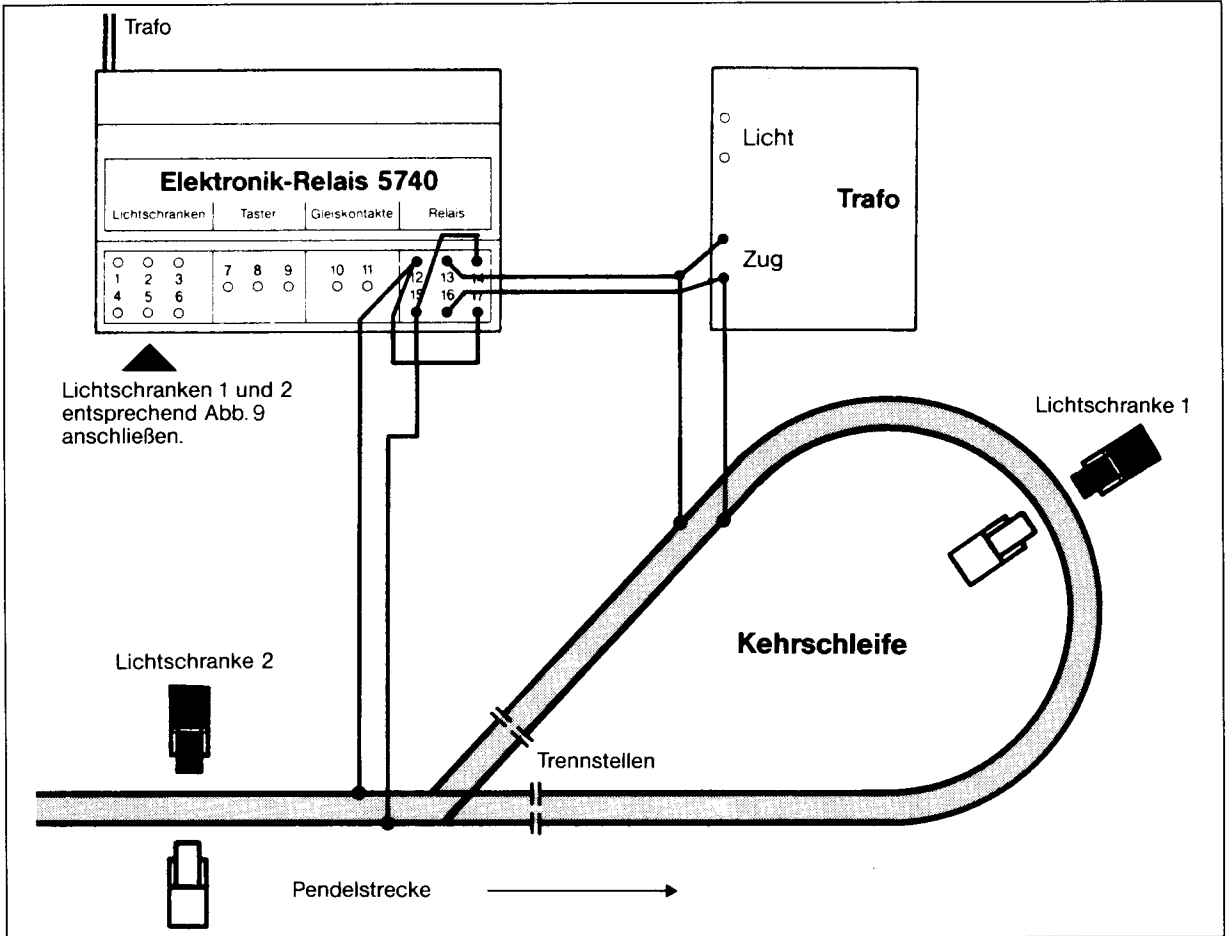 Trafo
Licht
Trafo
Zug
Elektronik-Relais 5740
Lichtschranken Taster Gleiskontakte Relais
1 2 3 7 8 9 10 11 12 13 14
4 5 6 15 16 17
Lichtschranken 1 und 2
entsprechend Abb. 9
anschließen.
Lichtschranke 1
Kehrschleife
Lichtschranke 2
Trennstellen
Pendelstrecke